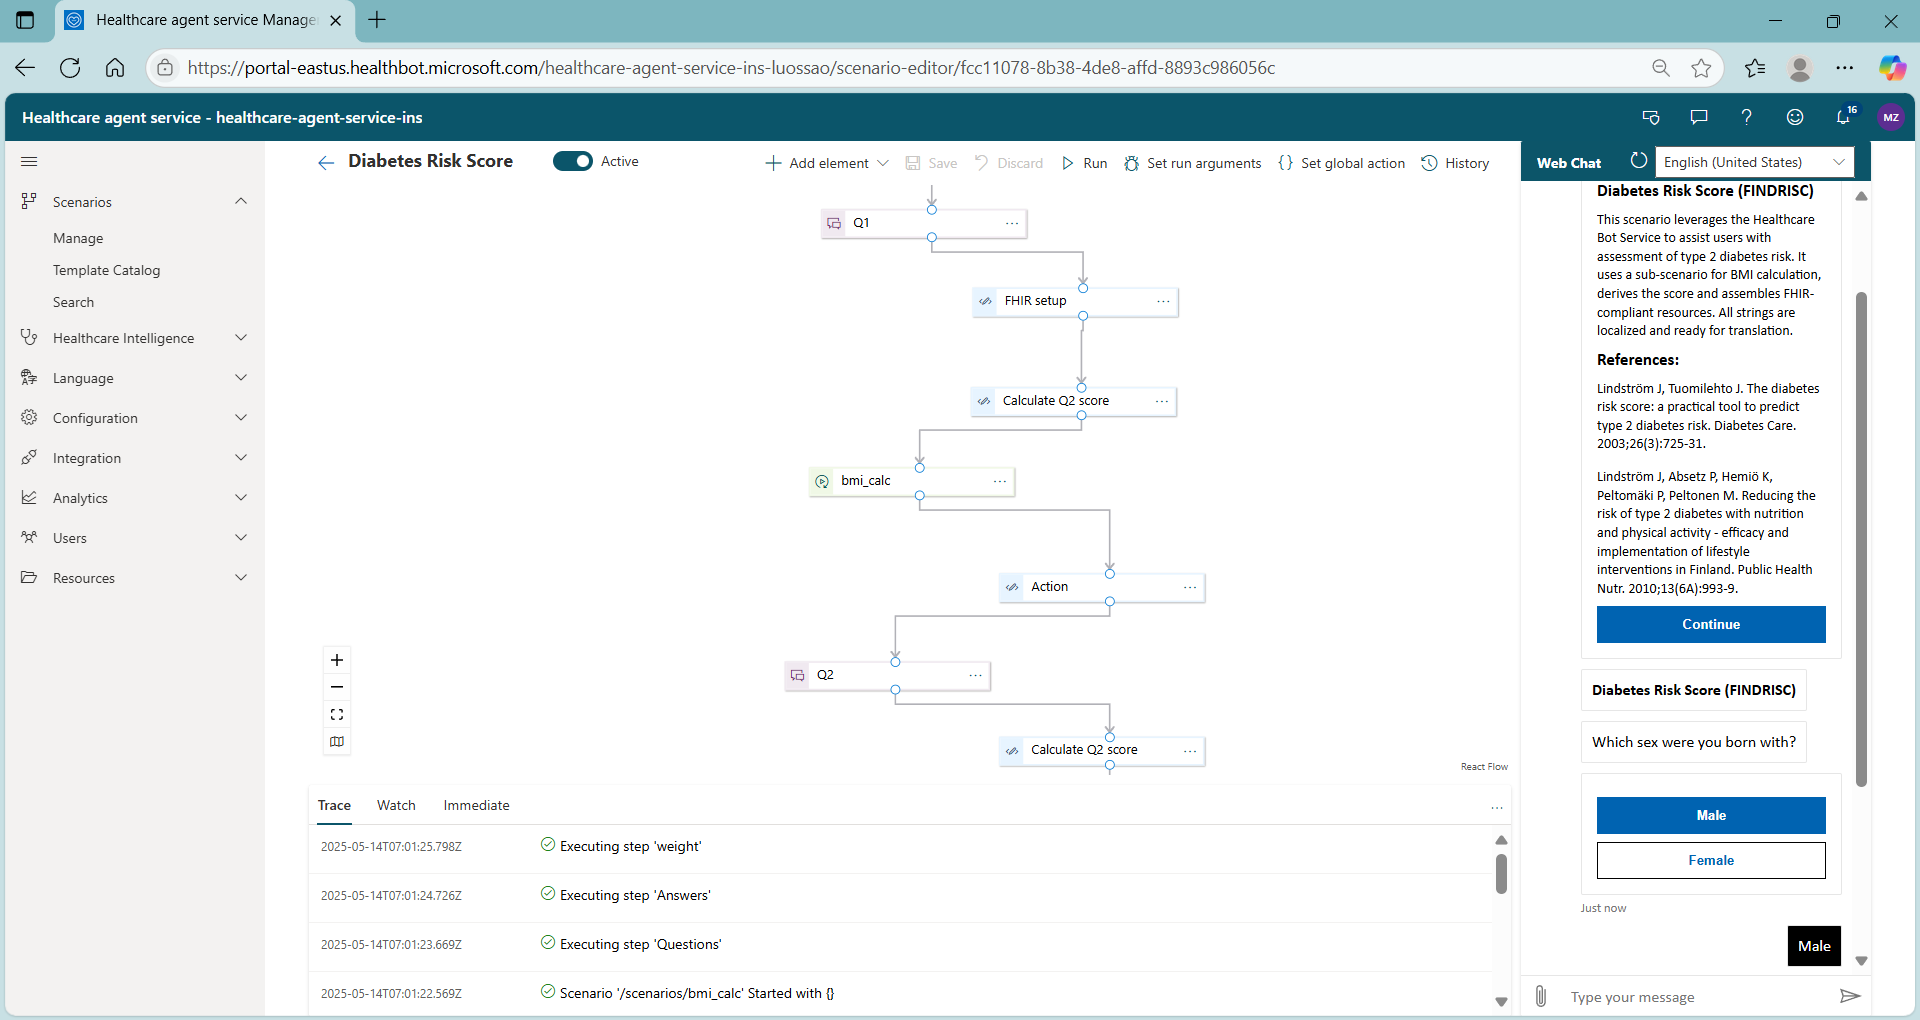 Healthcare agent service Manage
https://portal-eastus.healthbot.microsoft.com/healthcare-agent-service-ins-luossao/scenario-editor/fcc11078-8b38-4de8-affd-8893c986056c
Healthcare agent service - healthcare-agent-service-ins
16
MZ
Scenarios
Manage
Template Catalog
Search
Healthcare Intelligence
Language
Configuration
Integration
Analytics
Users
Resources
Diabetes Risk Score
Active
Add element
Save
Discard
Run
Set run arguments
Set global action
History
Q1
FHIR setup
Calculate Q2 score
bmi_calc
Action
Q2
Calculate Q2 score
React Flow
Trace
Watch
Immediate
2025-05-14T07:01:25.798Z Executing step 'weight'
2025-05-14T07:01:24.726Z Executing step 'Answers'
2025-05-14T07:01:23.669Z Executing step 'Questions'
2025-05-14T07:01:22.569Z Scenario '/scenarios/bmi_calc' Started with {}
Web Chat
English (United States)
Diabetes Risk Score (FINDRISC)
This scenario leverages the Healthcare
Bot Service to assist users with
assessment of type 2 diabetes risk. It
uses a sub-scenario for BMI calculation,
derives the score and assembles FHIR-
compliant resources. All strings are
localized and ready for translation.
References:
Lindström J, Tuomilehto J. The diabetes
risk score: a practical tool to predict
type 2 diabetes risk. Diabetes Care.
2003;26(3):725-31.
Lindström J, Absetz P, Hemiö K,
Peltomäki P, Peltonen M. Reducing the
risk of type 2 diabetes with nutrition
and physical activity - efficacy and
implementation of lifestyle
interventions in Finland. Public Health
Nutr. 2010;13(6A):993-9.
Continue
Diabetes Risk Score (FINDRISC)
Which sex were you born with?
Male
Female
Just now
Male
Type your message